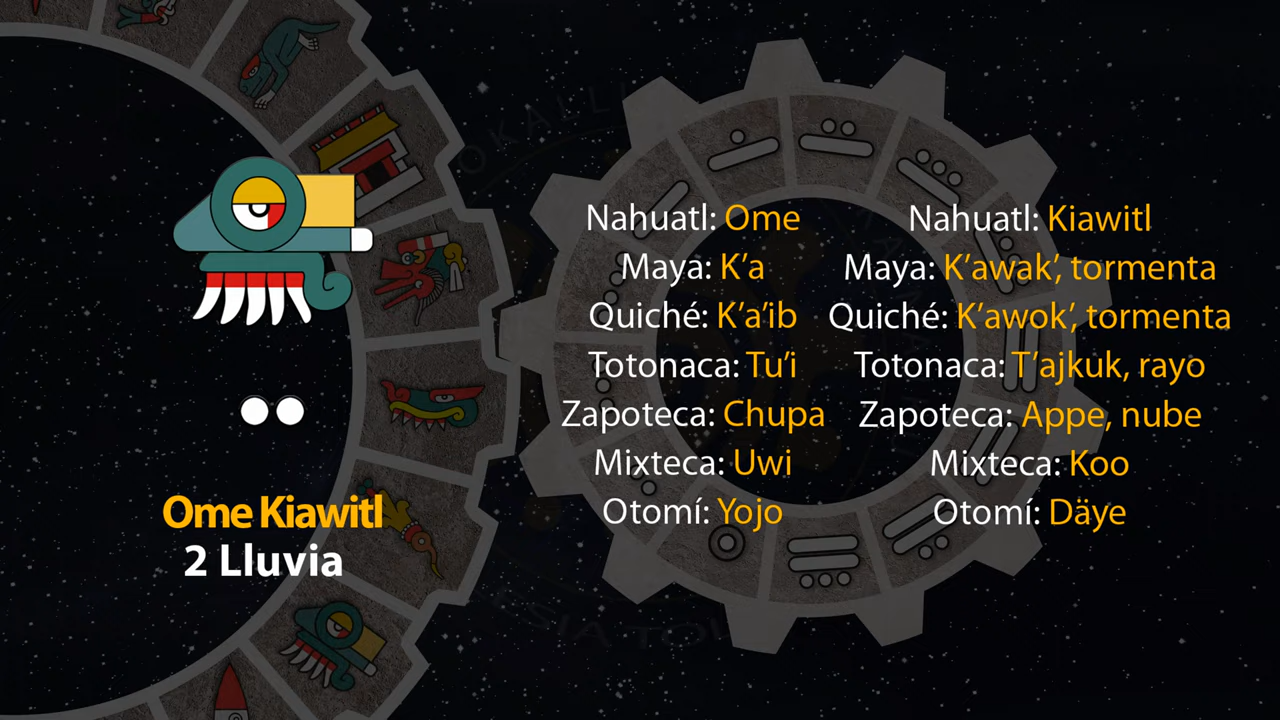 Nahuatl: Ome
Maya: K'a
Quiché: K'a'ib
Totonaca: Tu'i
Zapoteca: Chupa
Mixteca: Uwi
Otomí: Yojo
Nahuatl: Kiawitl
Maya: K'awak', tormenta
Quiché: K'awok', tormenta
Totonaca: T'ajkuk, rayo
Zapoteca: Appe, nube
Mixteca: Koo
Otomí: Däye
Ome Kiawitl
2 Lluvia